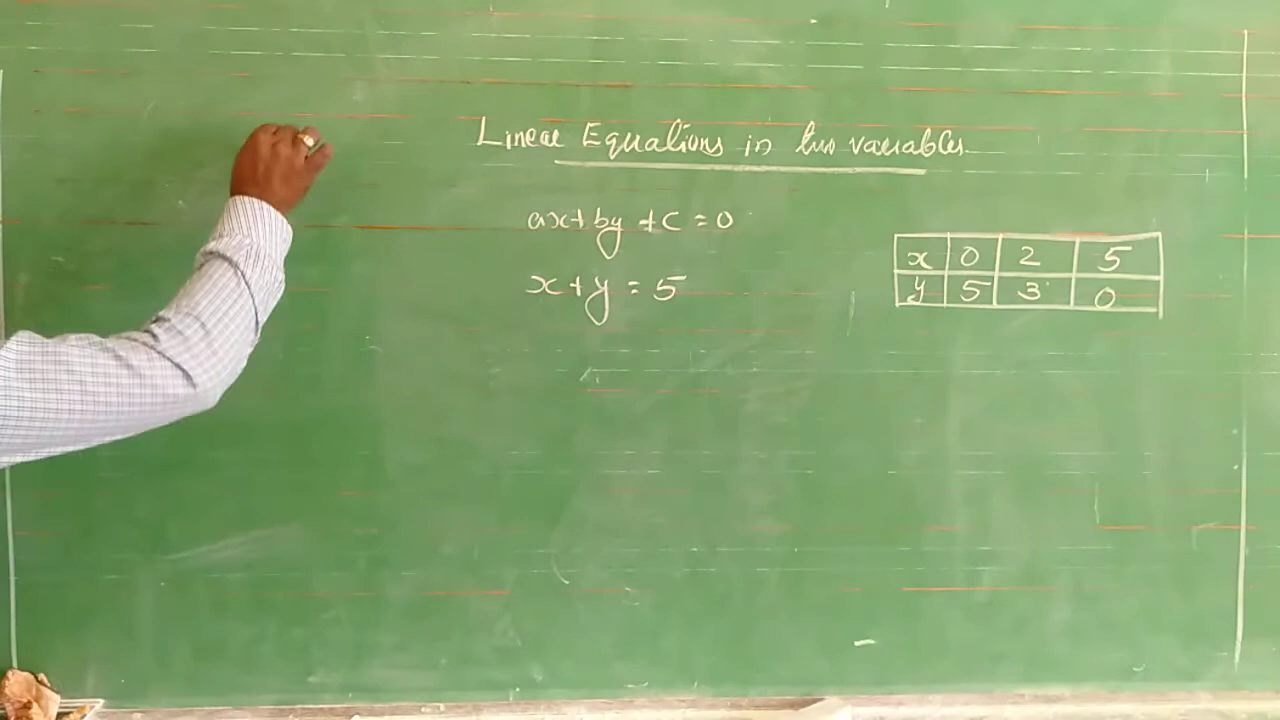 Linear Equations in two variables
ax+by+c=0
x+y=5
x 0 2 5
y 5 3 0